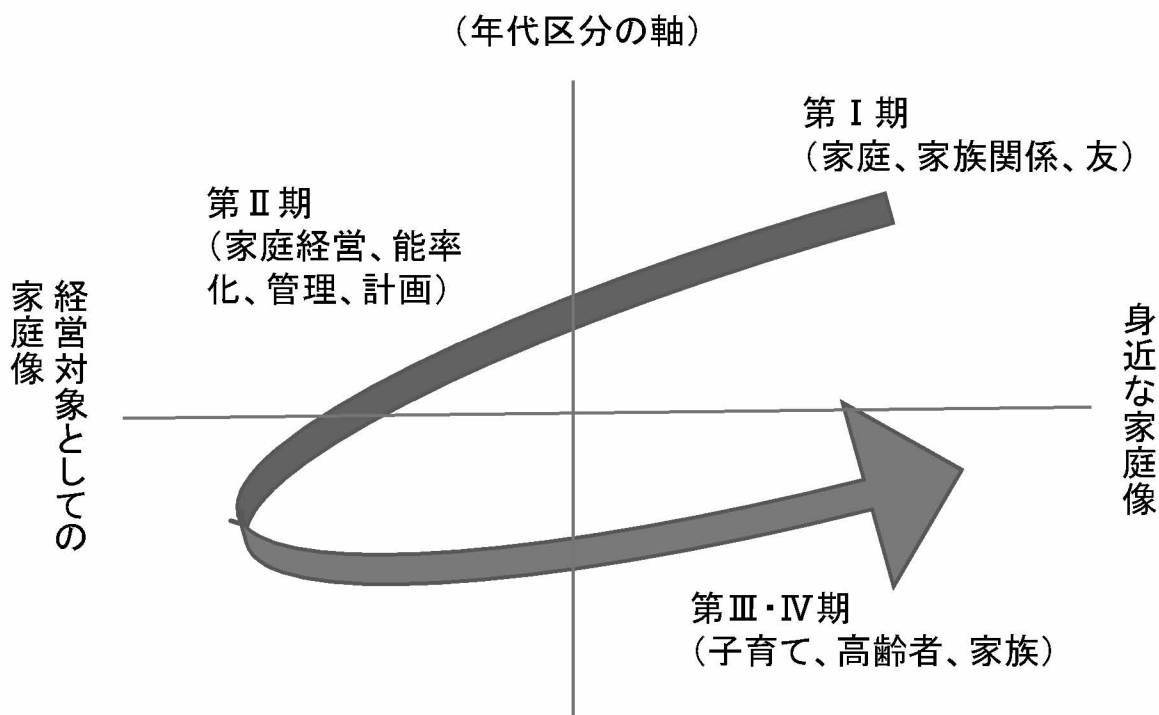 （年代区分の軸）
第Ⅰ期
（家庭、家族関係、友）
第Ⅱ期
（家庭経営、能率
化、管理、計画）
経営対象としての
家庭像
身近な家庭像
第Ⅲ・Ⅳ期
（子育て、高齢者、家族）